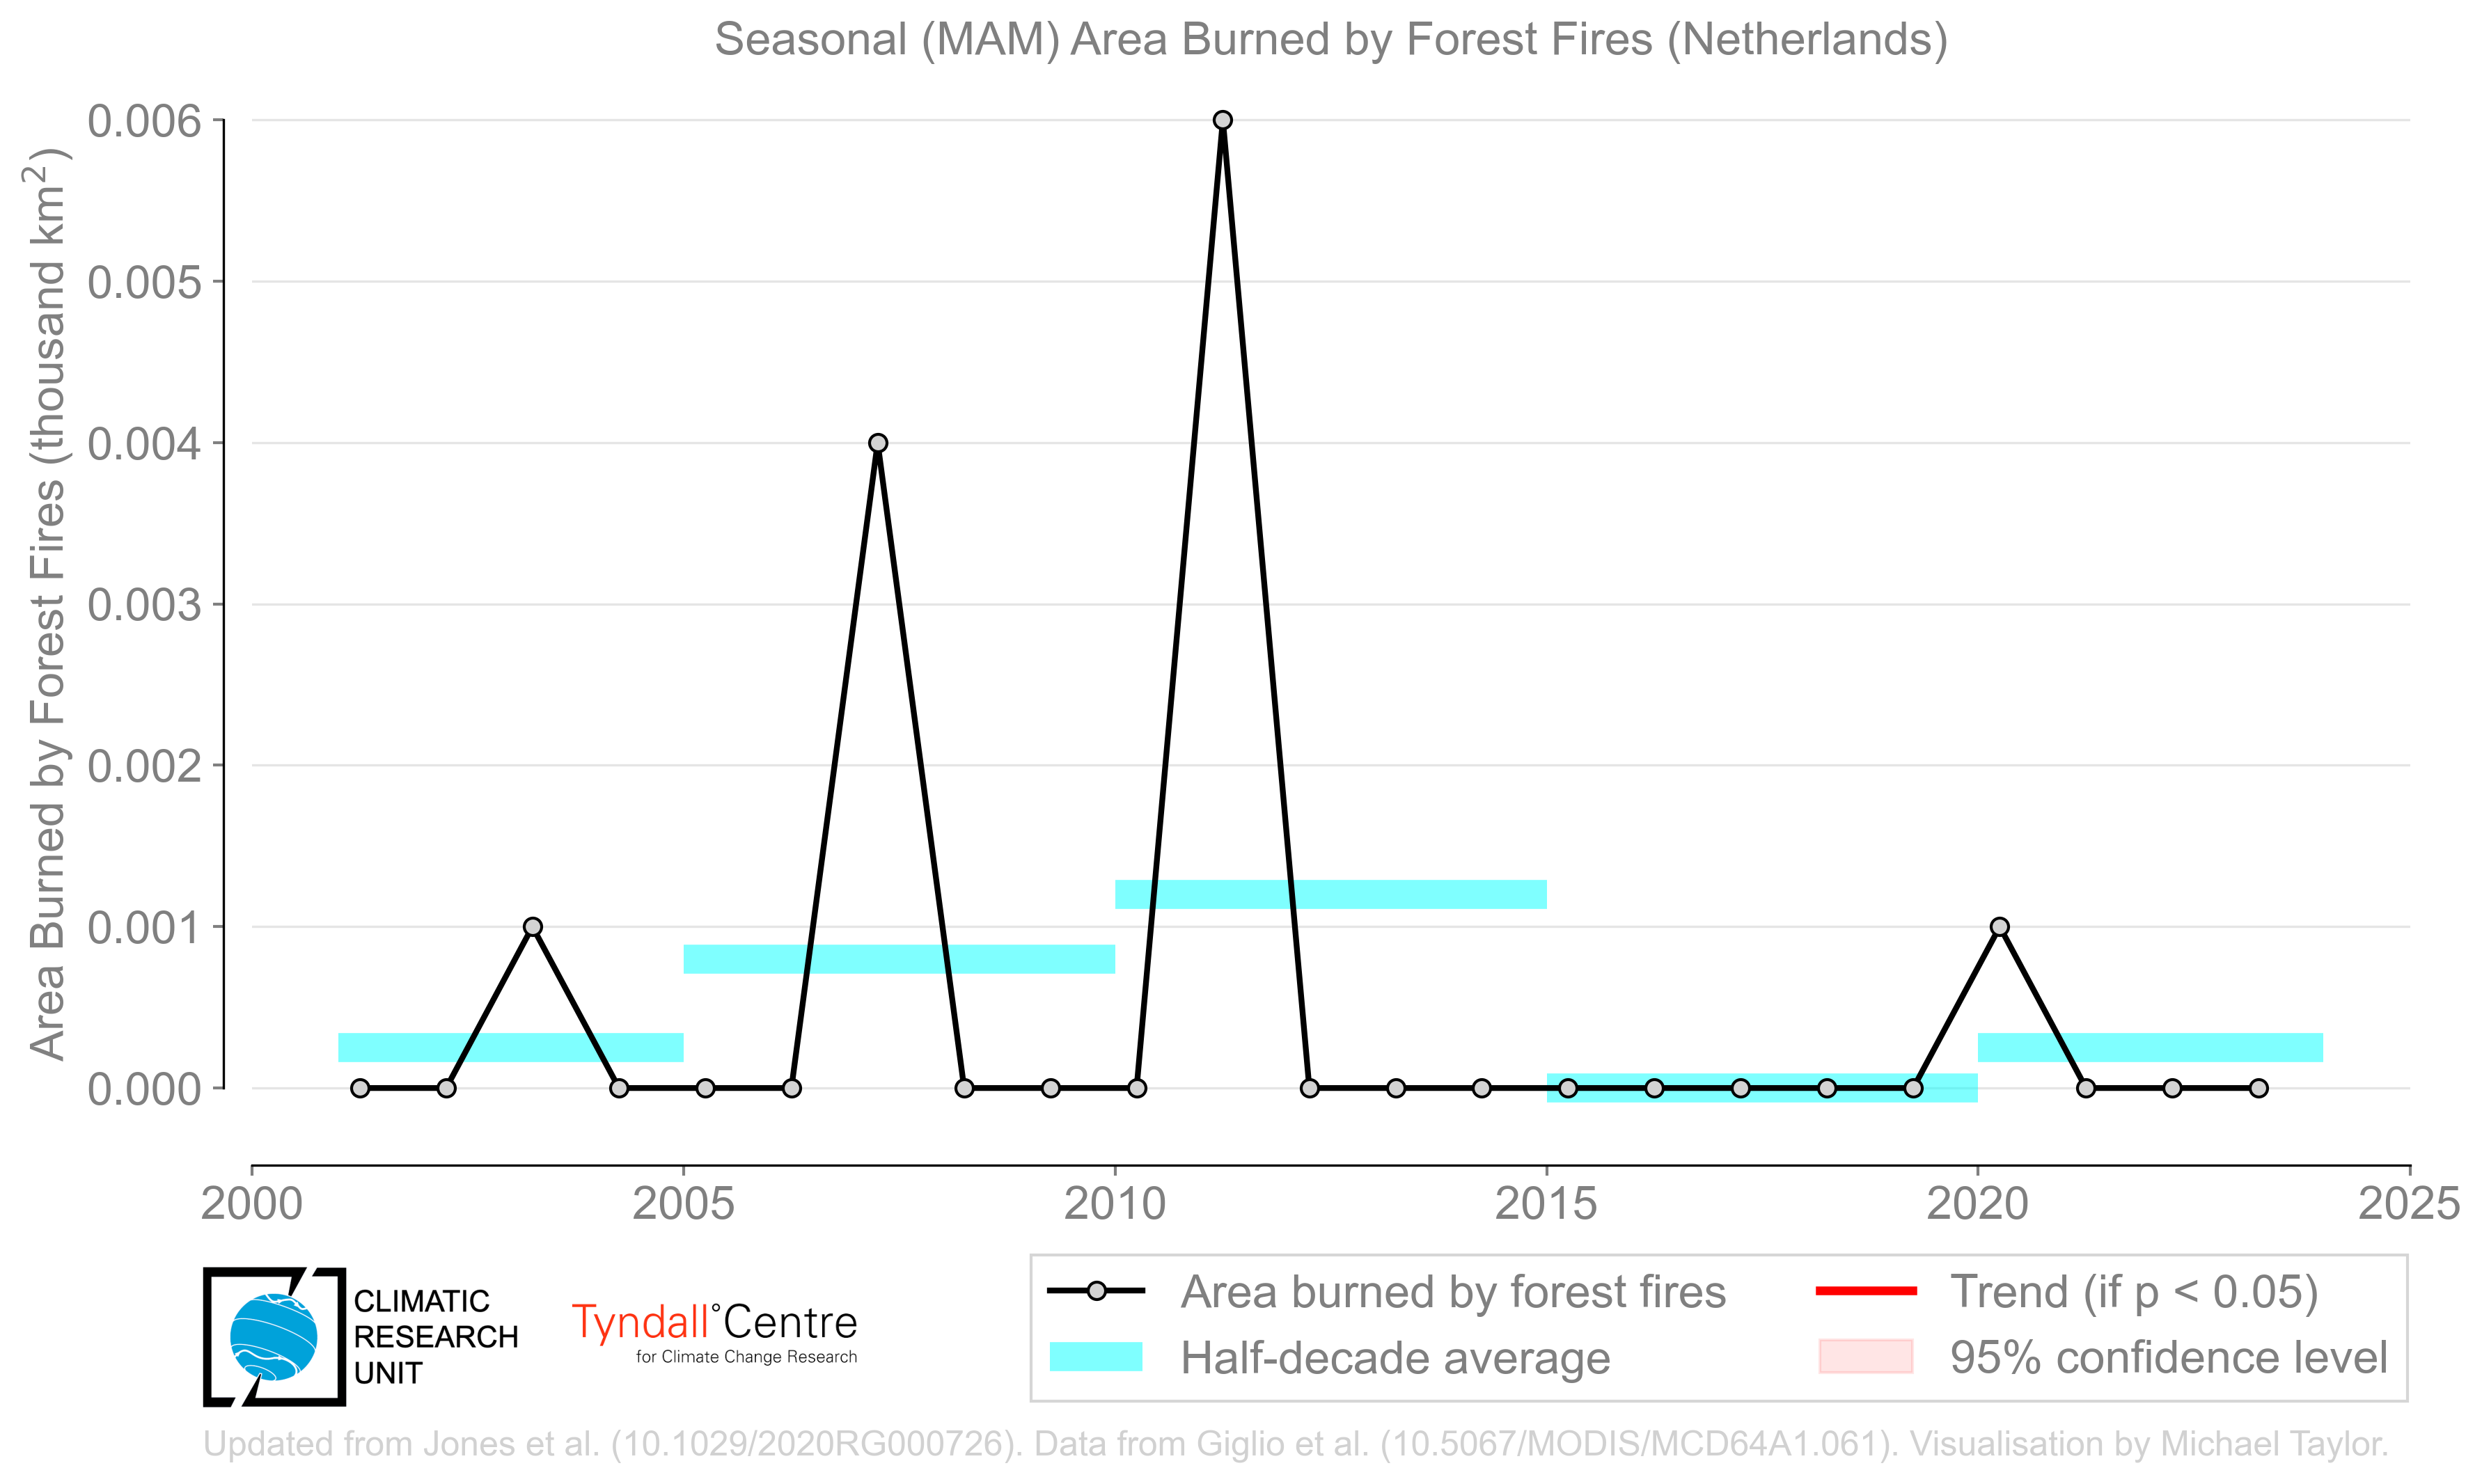 Seasonal (MAM) Area Burned by Forest Fires (Netherlands)
Area Burned by Forest Fires (thousand km²)
0.006
0.005
0.004
0.003
0.002
0.001
0.000
2000 2005 2010 2015 2020 2025
CLIMATIC
RESEARCH
UNIT
Tyndall°Centre
for Climate Change Research
Area burned by forest fires
Half-decade average
Trend (if p < 0.05)
95% confidence level
Updated from Jones et al. (10.1029/2020RG000726). Data from Giglio et al. (10.5067/MODIS/MCD64A1.061). Visualisation by Michael Taylor.